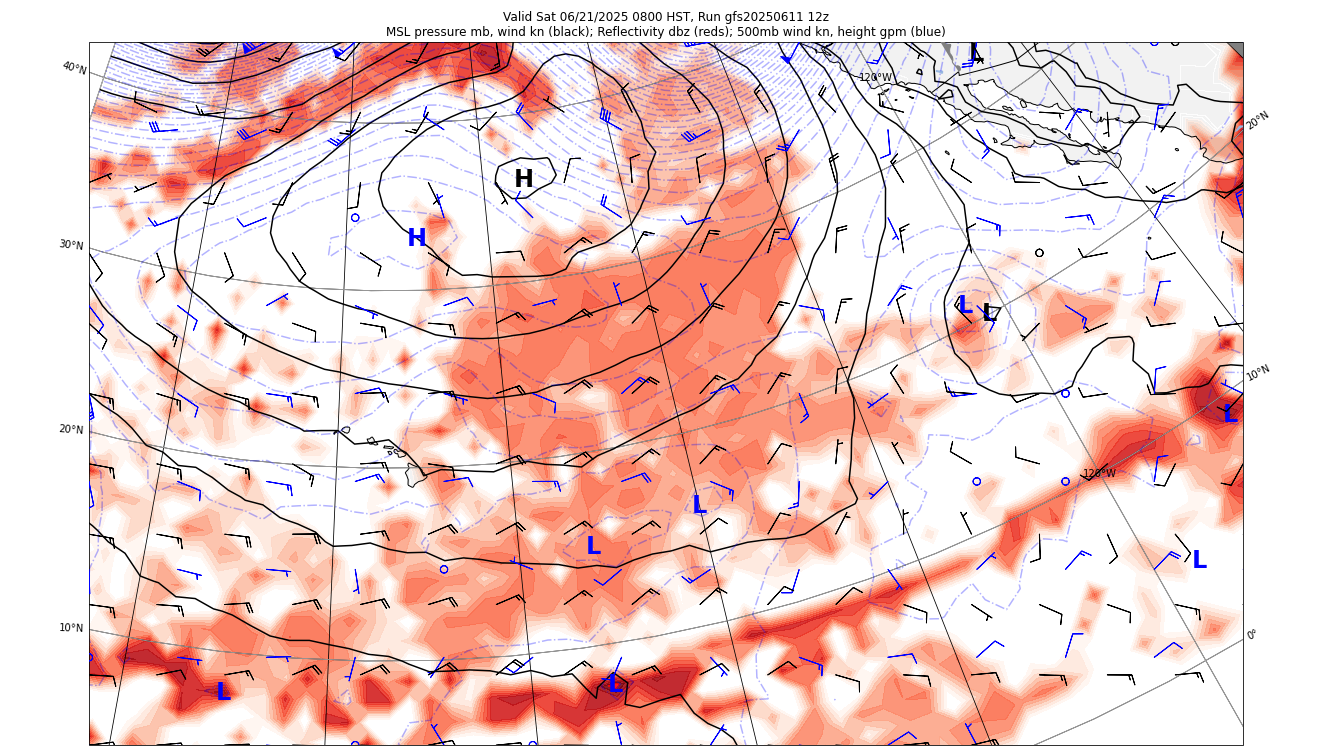 Valid Sat 06/21/2025 0800 HST, Run gfs20250611 12z
MSL pressure mb, wind kn (black); Reflectivity dbz (reds); 500mb wind kn, height gpm (blue)
L
40°N
120°W
20°N
H
H
30°N
L
L
10°N
L
20°N
120°W
L
L
L
10°N
0°
L
L